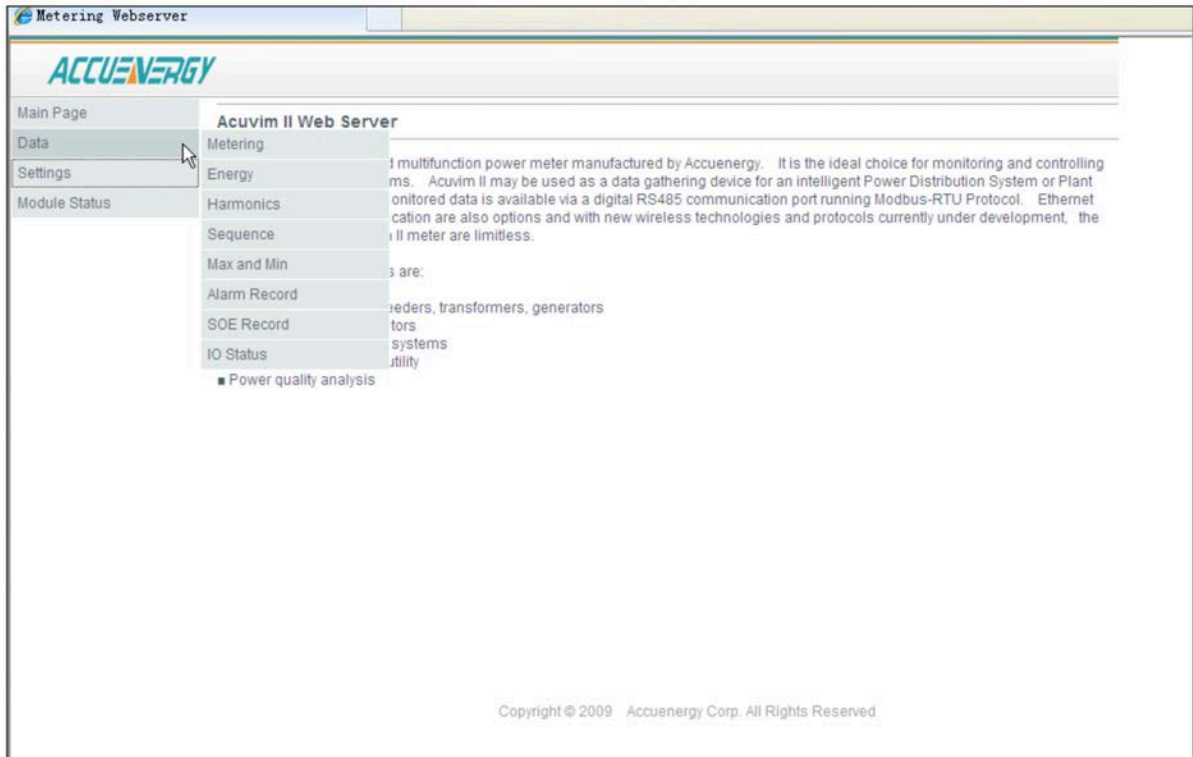 Metering Webserver
ACCUENERGY
Main Page
Data
Settings
Module Status
Acuvim II Web Server
Metering
Energy
Harmonics
Sequence
Max and Min
Alarm Record
SOE Record
IO Status
multifunction power meter manufactured by Accuenergy. It is the ideal choice for monitoring and controlling
ms. Acuvim II may be used as a data gathering device for an intelligent Power Distribution System or Plant
onitored data is available via a digital RS485 communication port running Modbus-RTU Protocol. Ethernet
cation are also options and with new wireless technologies and protocols currently under development, the
II meter are limitless.
s are:
eeders, transformers, generators
tors
systems
utility
■ Power quality analysis
Copyright © 2009 Accuenergy Corp. All Rights Reserved